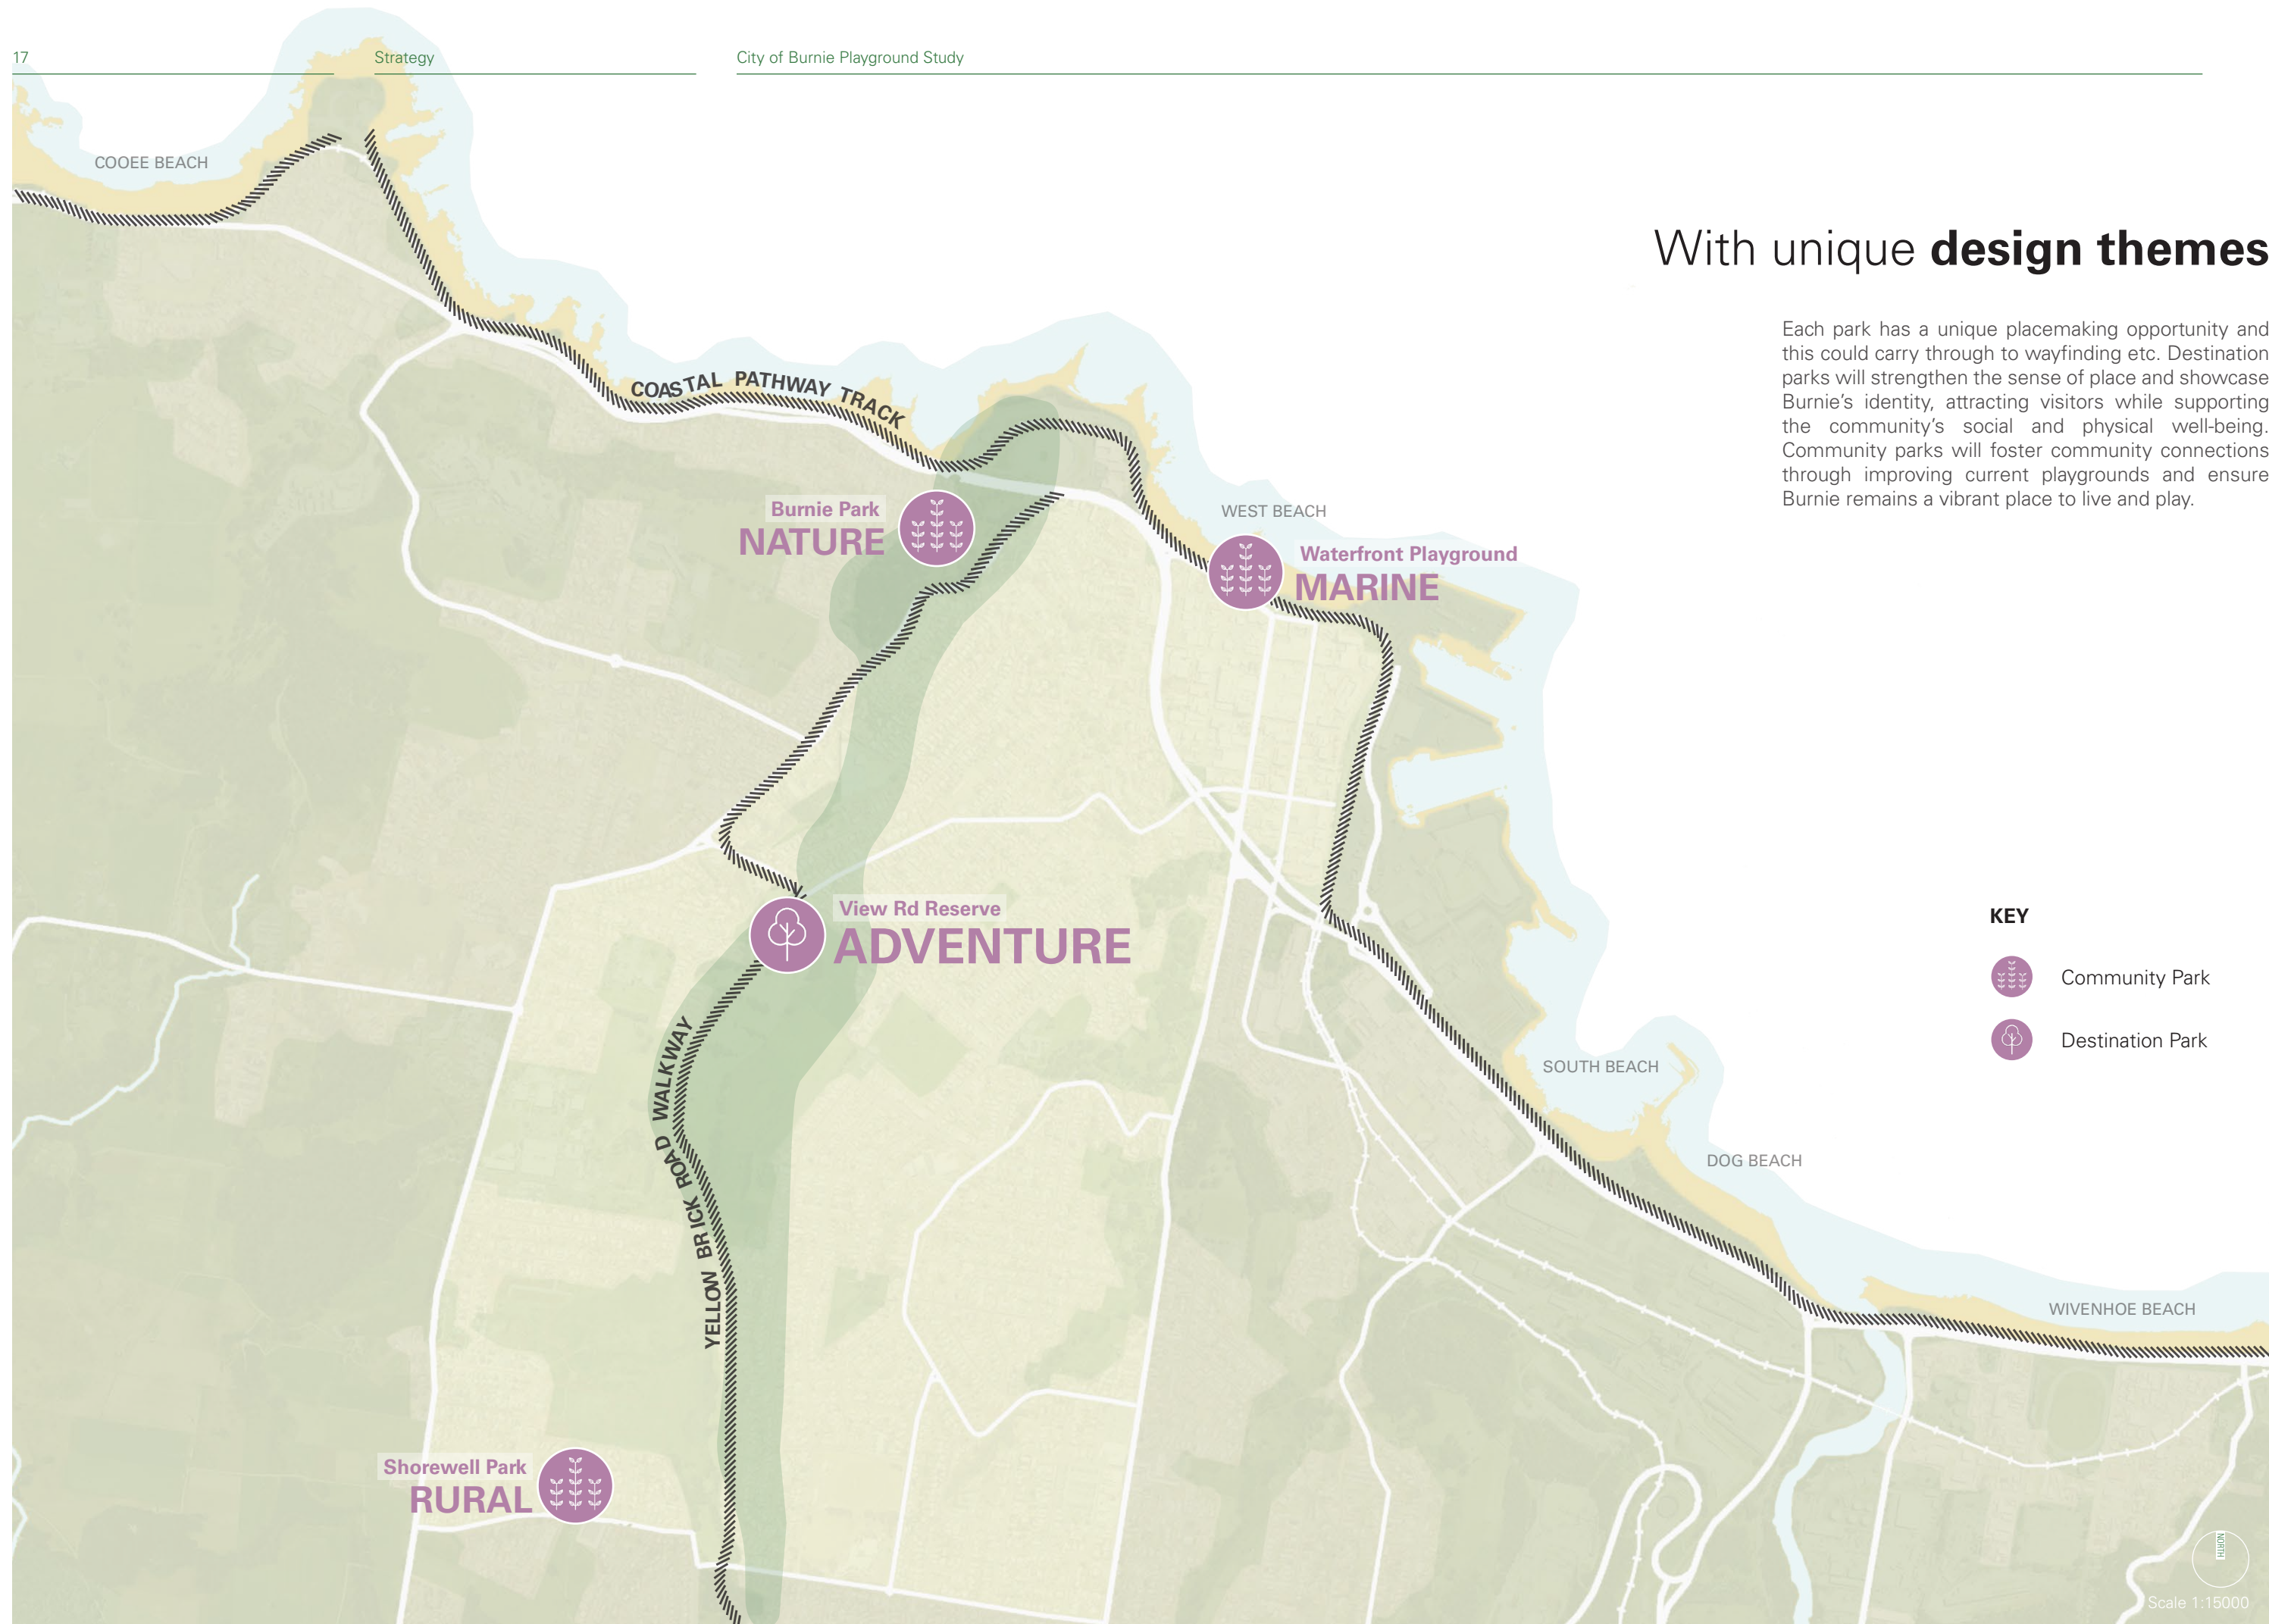 17
Strategy
City of Burnie Playground Study
COOEE BEACH
With unique design themes
Each park has a unique placemaking opportunity and
this could carry through to wayfinding etc. Destination
parks will strengthen the sense of place and showcase
Burnie's identity, attracting visitors while supporting
the community's social and physical well-being.
Community parks will foster community connections
through improving current playgrounds and ensure
Burnie remains a vibrant place to live and play.
COASTAL PATHWAY TRACK
Burnie Park
NATURE
WEST BEACH
Waterfront Playground
MARINE
View Rd Reserve
ADVENTURE
KEY
Community Park
Destination Park
YELLOW BRICK ROAD WALKWAY
SOUTH BEACH
DOG BEACH
WIVENHOE BEACH
Shorewell Park
RURAL
NORTH
Scale 1:15000